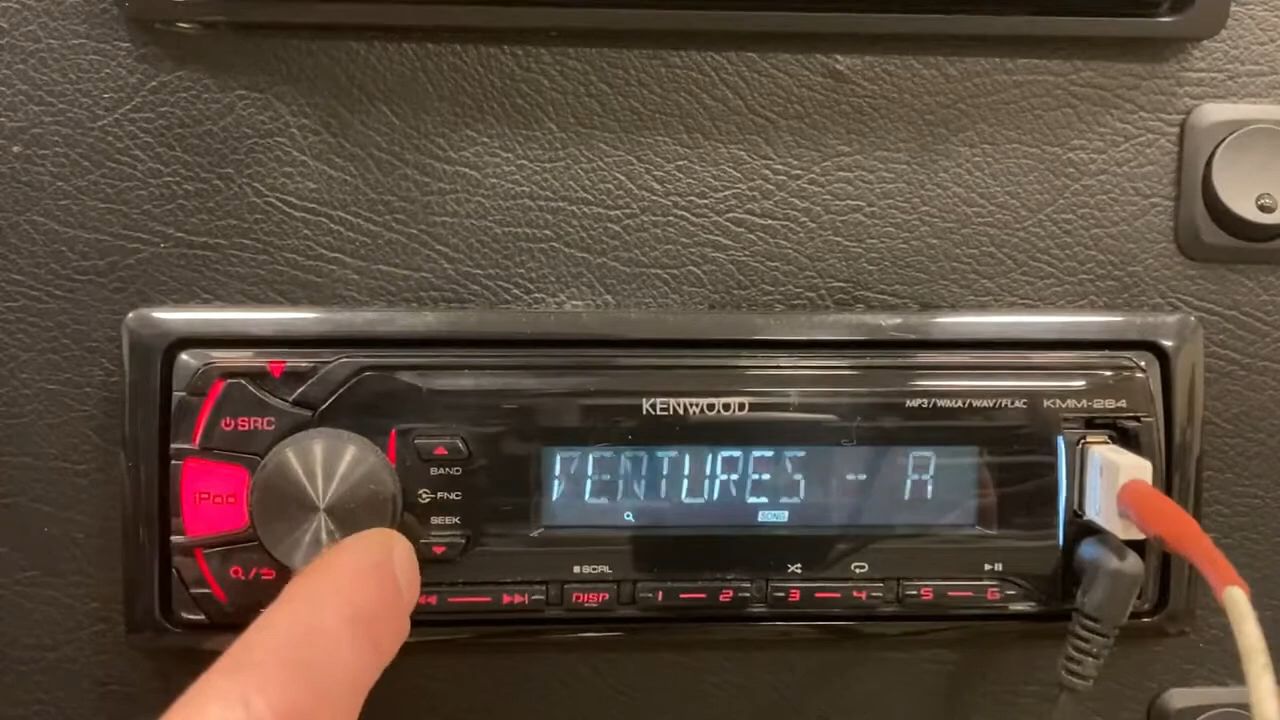 KENWOOD
MP3/WMA/WAV/FLAC KMM-264
SRC
BAND
iPod
FNC
VENTURES - A
SEEK
SONG
SCRL
DISP
1 2 3 4 5 6